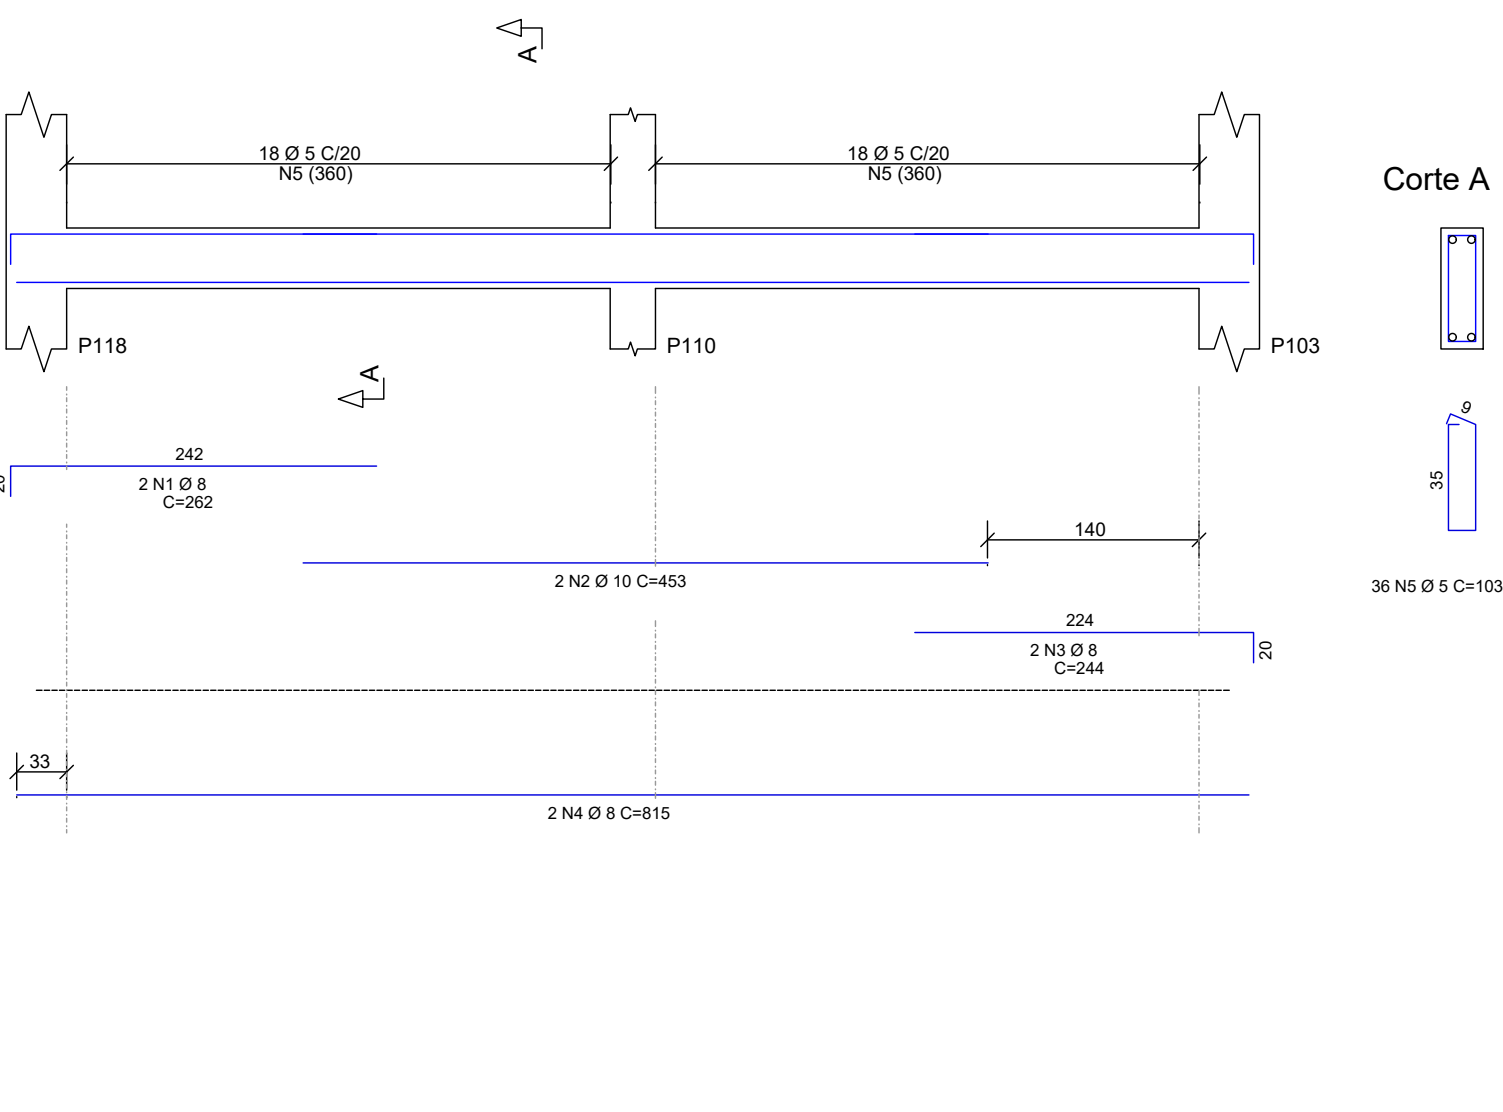 A
18 Ø 5 C/20
N5 (360)
18 Ø 5 C/20
N5 (360)
Corte A
P118
P110
P103
A
9
35
242
2 N1 Ø 8
C=262
140
2 N2 Ø 10 C=453
36 N5 Ø 5 C=103
224
2 N3 Ø 8
C=244
20
33
2 N4 Ø 8 C=815